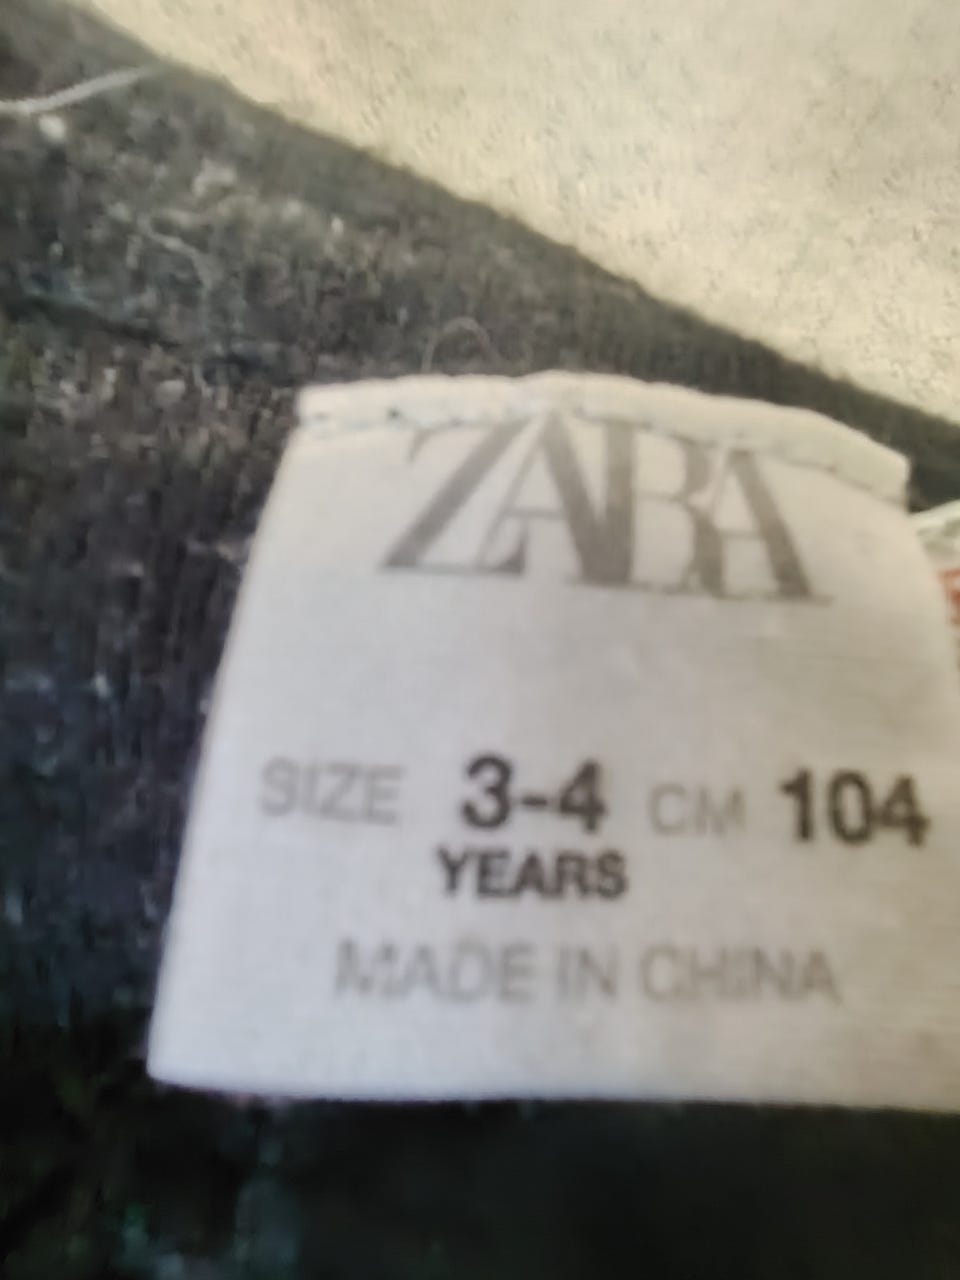 ZARA
SIZE 3-4 CM 104
YEARS
MADE IN CHINA